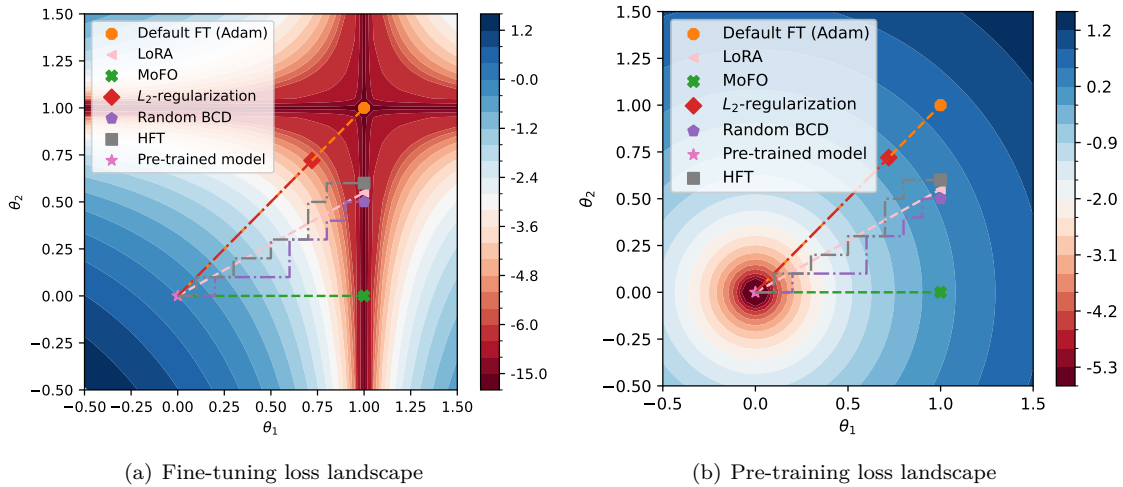 1.50
1.25
1.00
0.75
0.50
0.25
0.00
−0.25
−0.50
θ2
−0.50
−0.25
0.00
0.25
0.50
0.75
1.00
1.25
1.50
θ1
Default FT (Adam)
LoRA
MoFO
L2-regularization
Random BCD
HFT
Pre-trained model
1.2
-0.0
-1.2
-2.4
-3.6
-4.8
-6.0
-15.0
(a) Fine-tuning loss landscape
1.50
1.25
1.00
0.75
0.50
0.25
0.00
−0.25
−0.50
θ2
−0.5
0.0
0.5
1.0
1.5
θ1
Default FT (Adam)
LoRA
MoFO
L2-regularization
Random BCD
Pre-trained model
HFT
1.2
0.2
-0.9
-2.0
-3.1
-4.2
-5.3
(b) Pre-training loss landscape